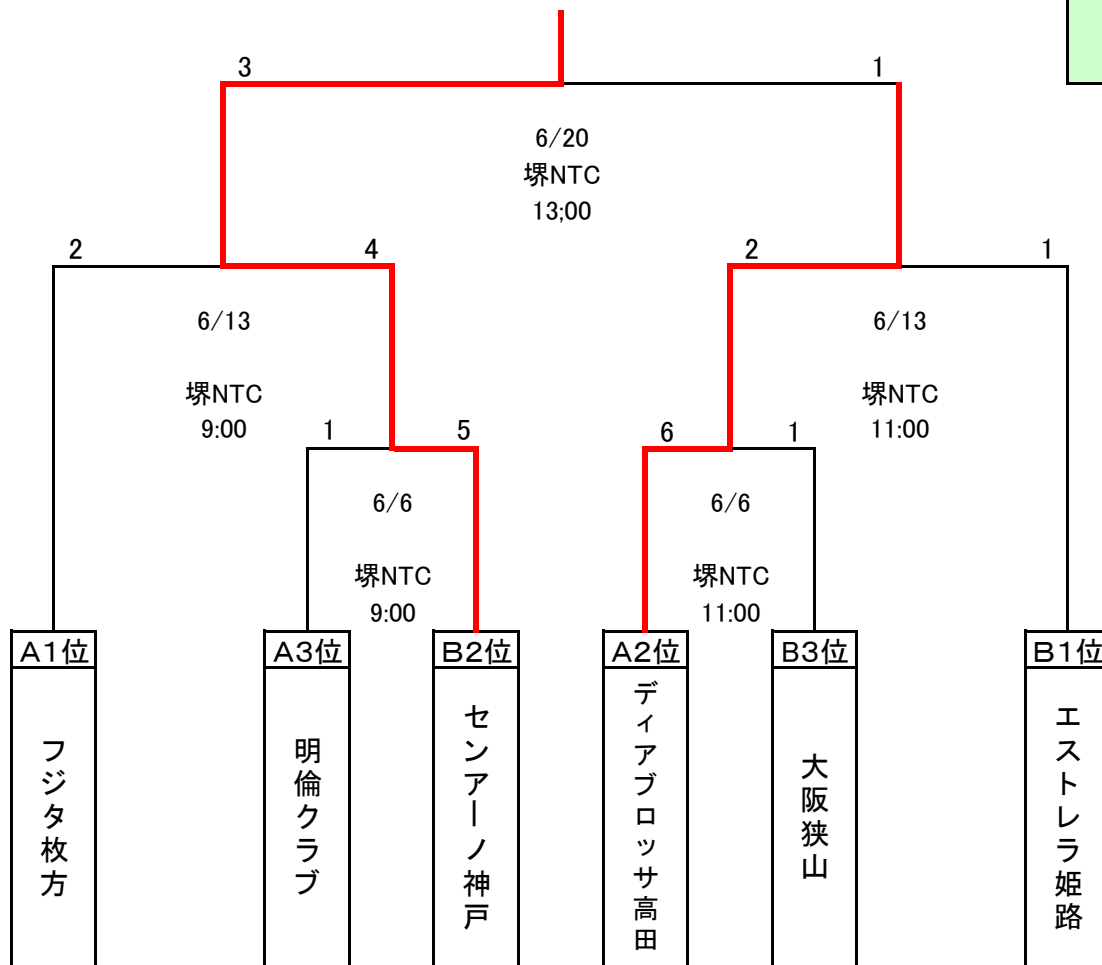 3
1
6/20
堺NTC
13;00
2
4
2
1
6/13
堺NTC
9:00
6/13
堺NTC
11:00
1
5
6
1
6/6
堺NTC
9:00
6/6
堺NTC
11:00
A1位
A3位
B2位
A2位
B3位
B1位
フジタ枚方
明倫クラブ
センアーノ神戸
ディアブロッサ高田
大阪狭山
エストレラ姫路